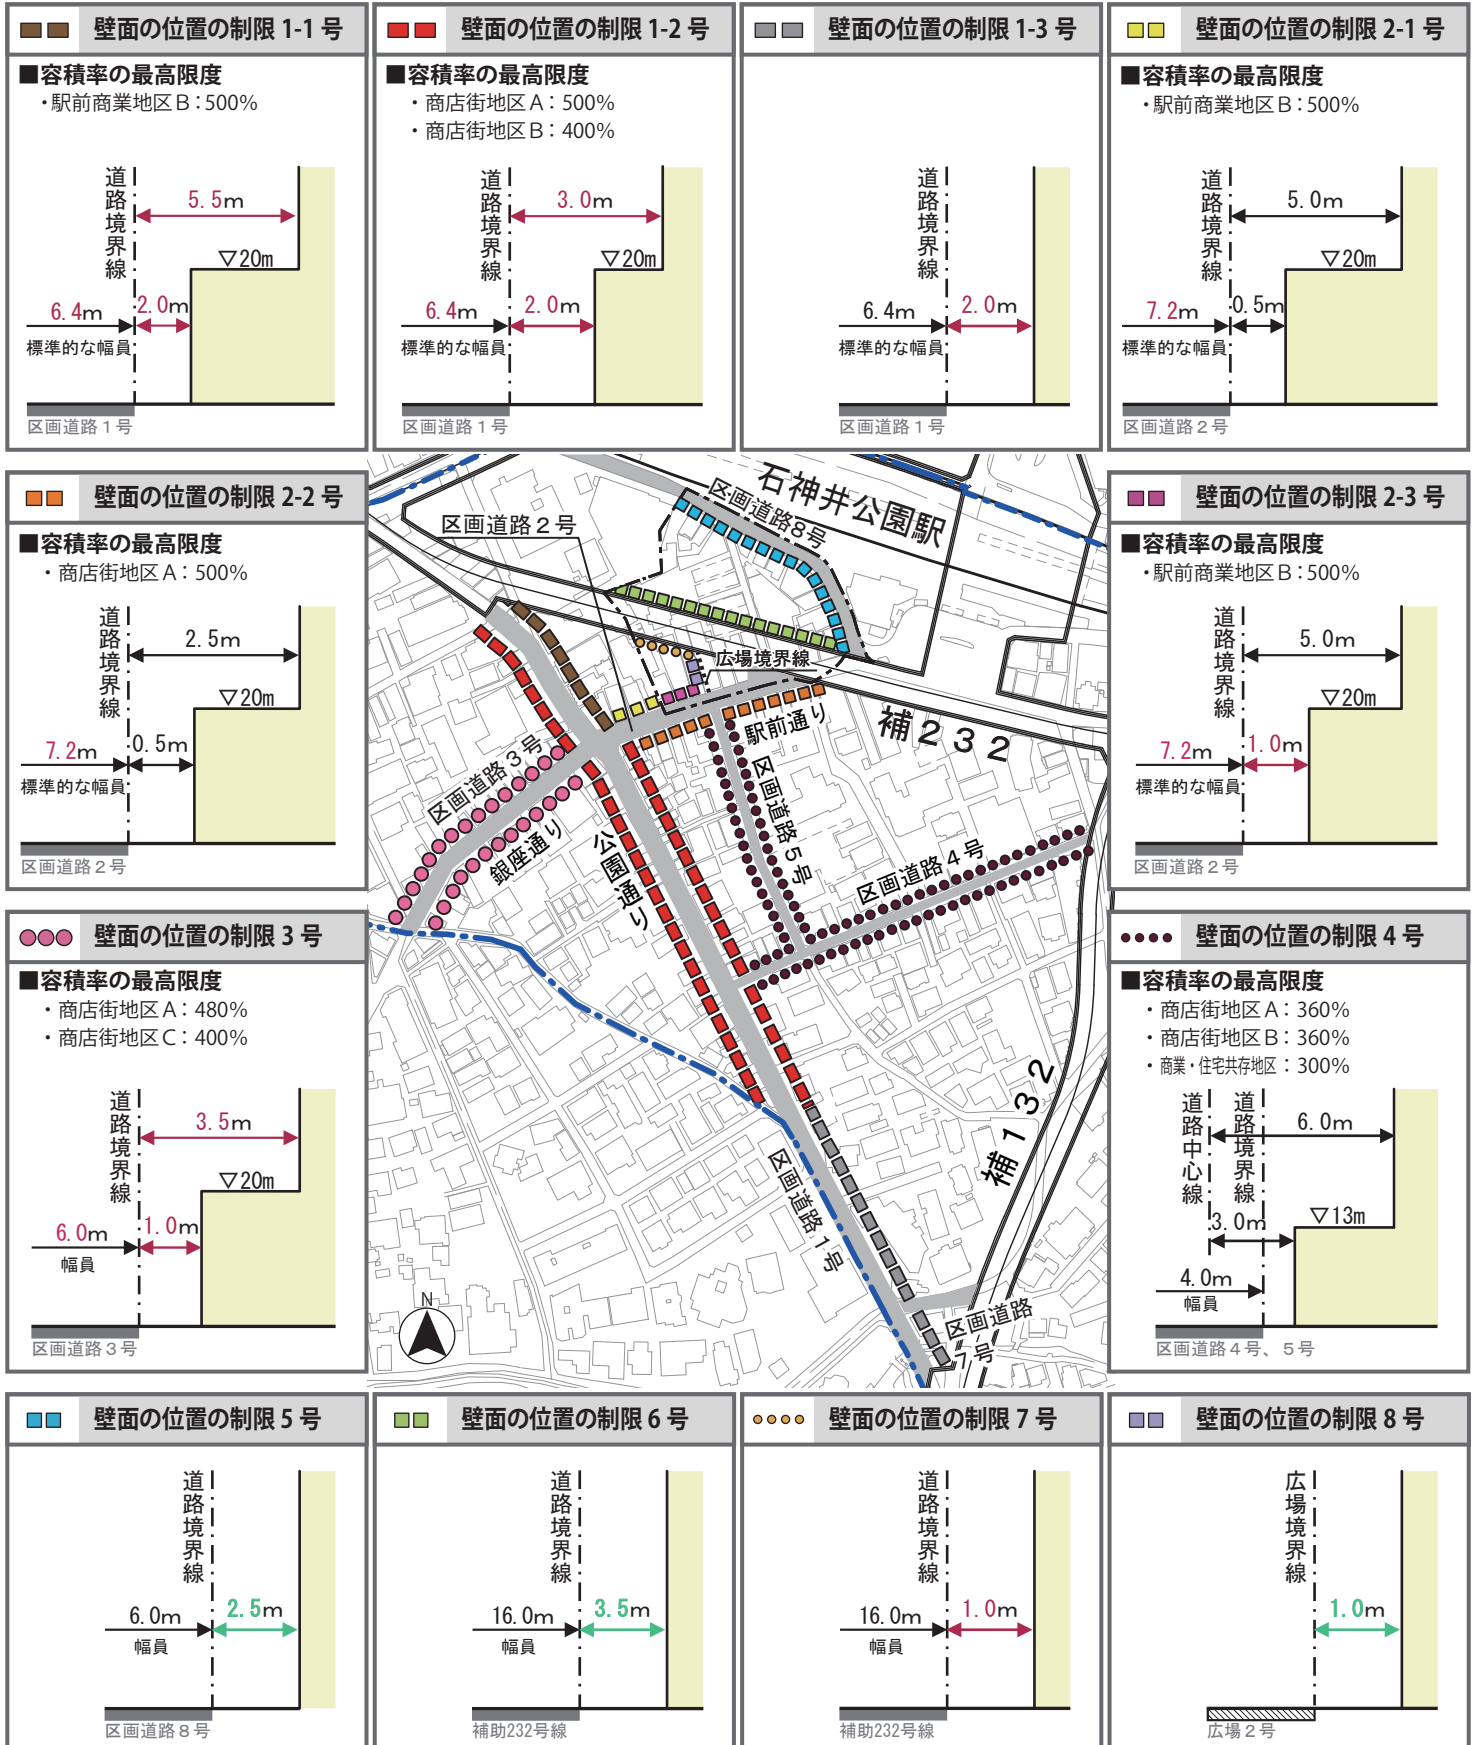 壁面の位置の制限 1-1 号
■容積率の最高限度
・駅前商業地区B：500%
道路境界線
5.5m
▽20m
6.4m
2.0m
標準的な幅員
区画道路１号
壁面の位置の制限 1-2 号
■容積率の最高限度
・商店街地区A：500%
・商店街地区B：400%
道路境界線
3.0m
▽20m
6.4m
2.0m
標準的な幅員
区画道路１号
壁面の位置の制限 1-3 号
道路境界線
6.4m
2.0m
標準的な幅員
区画道路１号
壁面の位置の制限 2-1 号
■容積率の最高限度
・駅前商業地区B：500%
道路境界線
5.0m
▽20m
7.2m
0.5m
標準的な幅員
区画道路２号
壁面の位置の制限 2-2 号
■容積率の最高限度
・商店街地区A：500%
道路境界線
2.5m
▽20m
7.2m
0.5m
標準的な幅員
区画道路２号
石神井公園駅
区画道路8号
区画道路２号
広場境界線
駅前通り
補２３２
区画道路３号
銀座通り
公園通り
区画道路５号
区画道路４号
補１３２
区画道路１号
区画道路
７号
N
壁面の位置の制限 2-3 号
■容積率の最高限度
・駅前商業地区B：500%
道路境界線
5.0m
▽20m
7.2m
1.0m
標準的な幅員
区画道路２号
壁面の位置の制限 3 号
■容積率の最高限度
・商店街地区A：480%
・商店街地区C：400%
道路境界線
3.5m
▽20m
6.0m
1.0m
幅員
区画道路３号
壁面の位置の制限 4 号
■容積率の最高限度
・商店街地区A：360%
・商店街地区B：360%
・商業・住宅共存地区：300%
道路中心線
道路境界線
6.0m
3.0m
▽13m
4.0m
幅員
区画道路４号、５号
壁面の位置の制限 5 号
道路境界線
6.0m
2.5m
幅員
区画道路８号
壁面の位置の制限 6 号
道路境界線
16.0m
3.5m
幅員
補助232号線
壁面の位置の制限 7 号
道路境界線
16.0m
1.0m
幅員
補助232号線
壁面の位置の制限 8 号
広場境界線
1.0m
広場２号